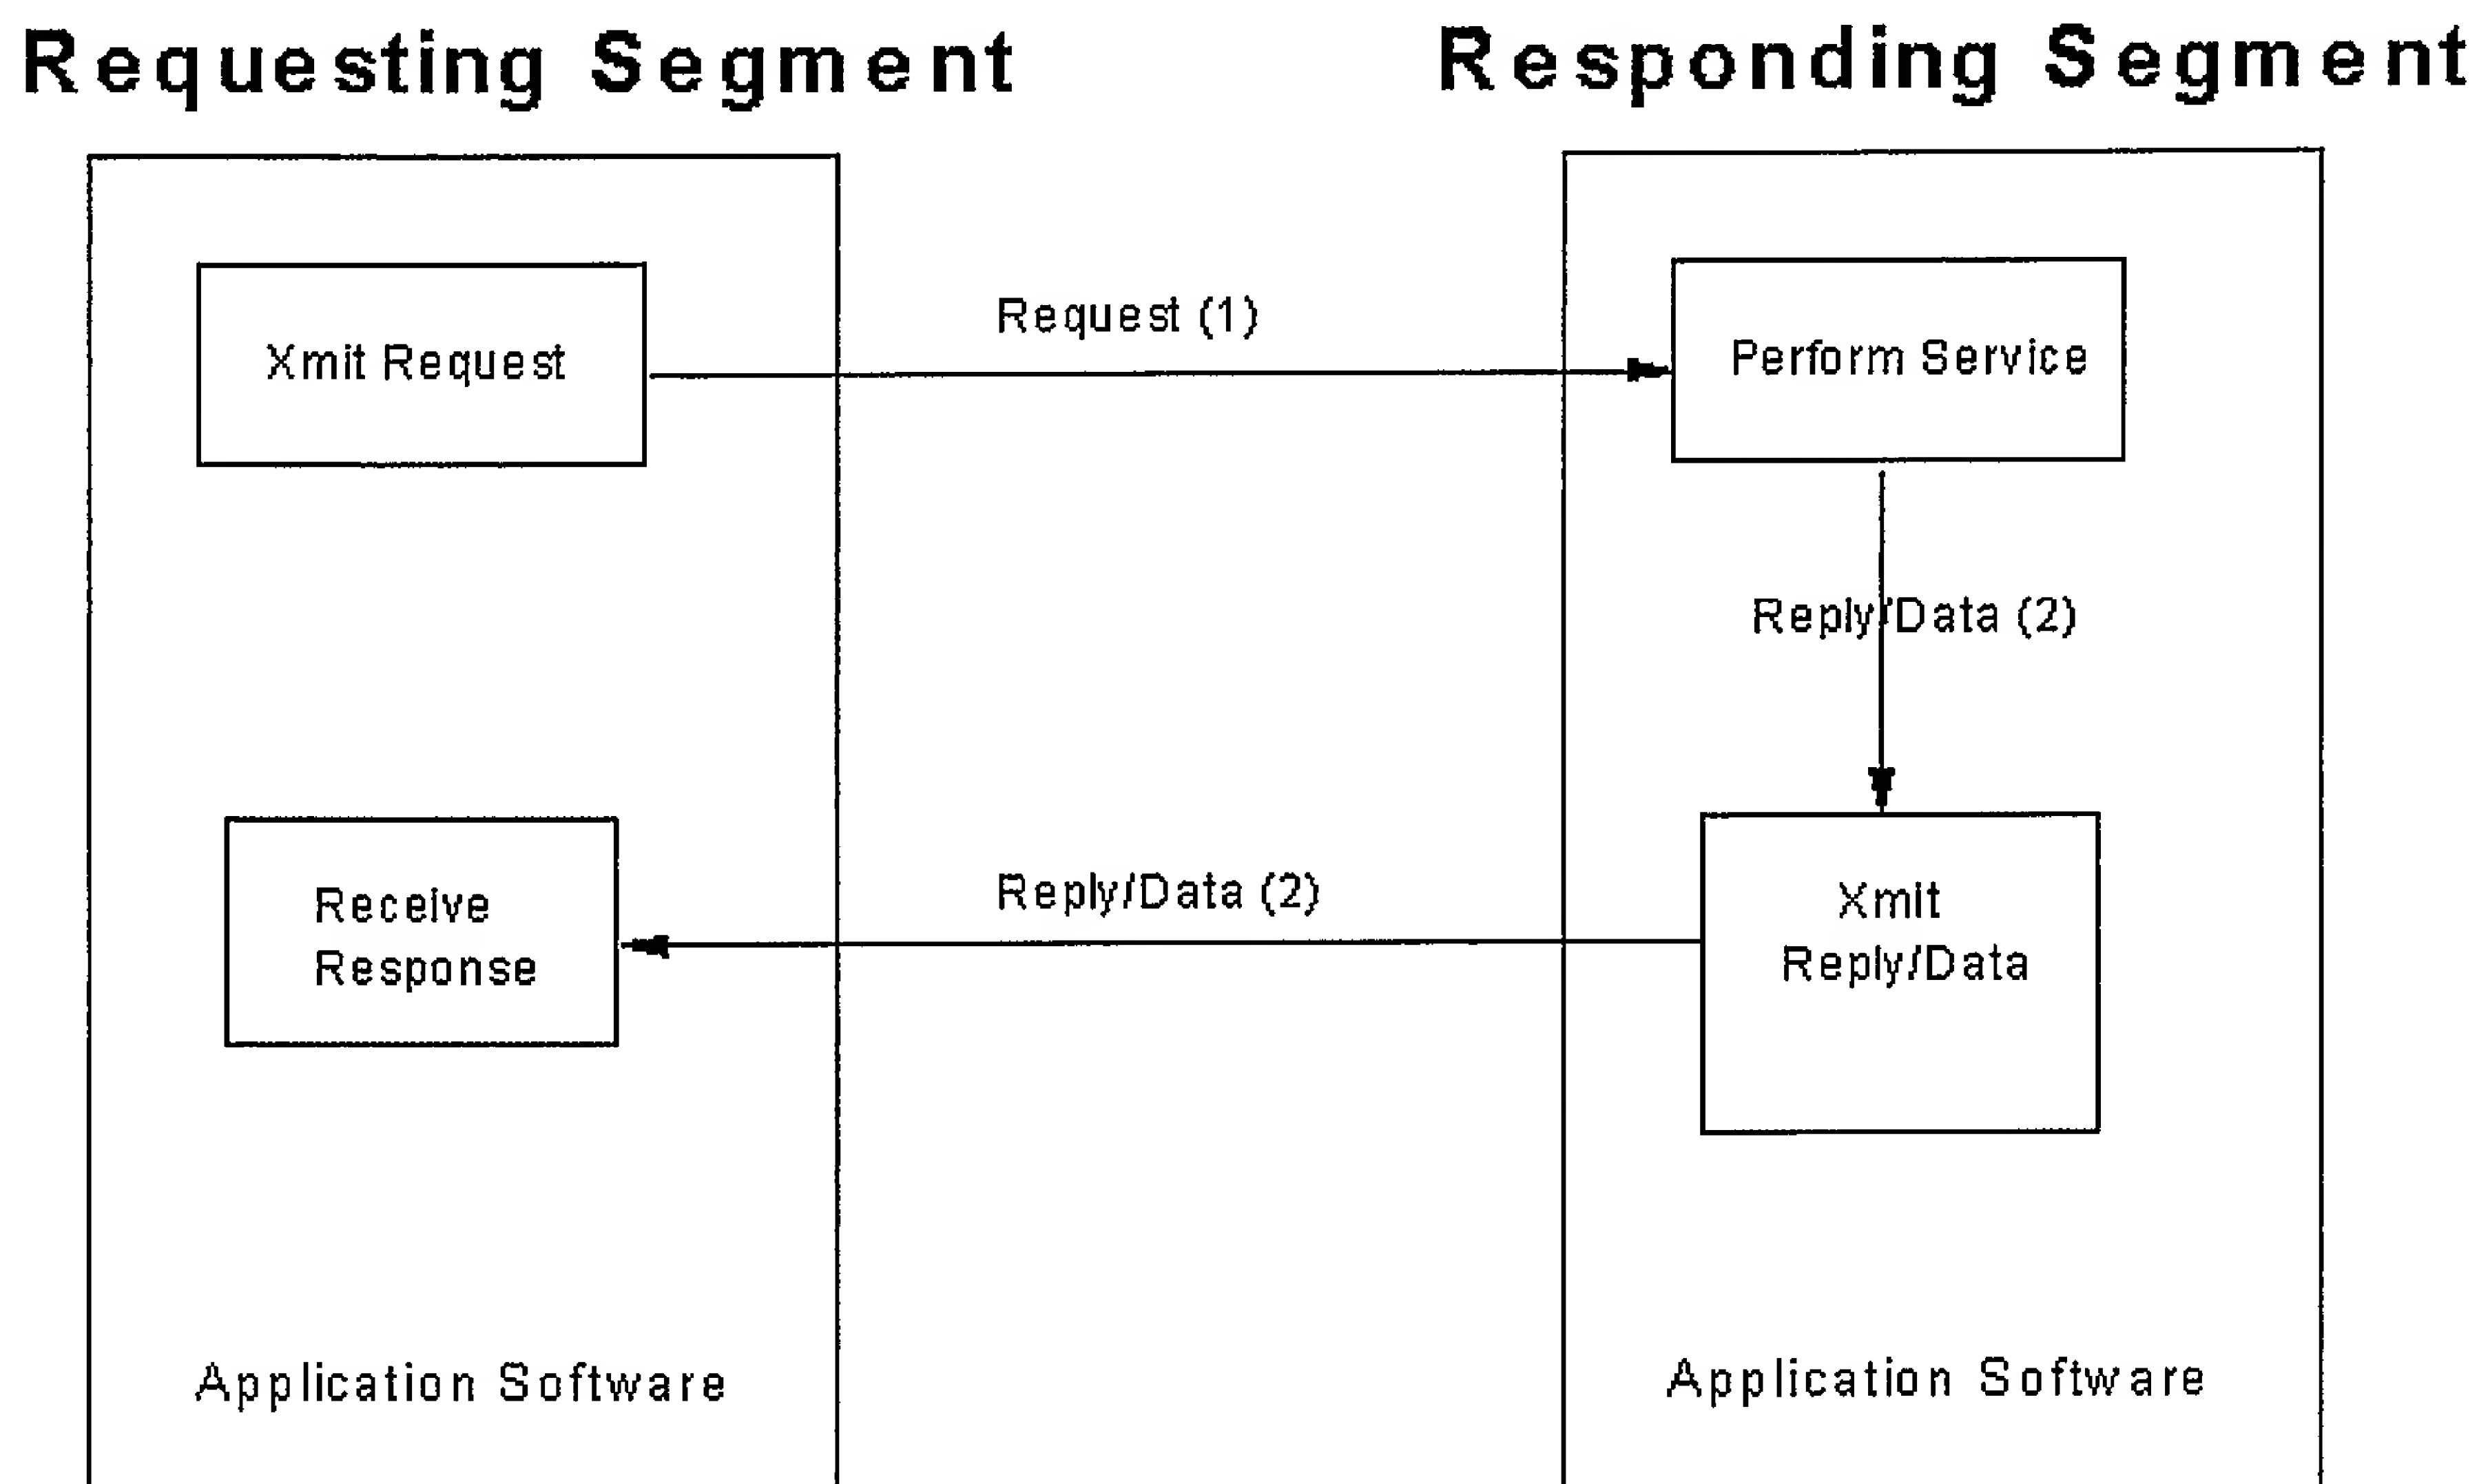 Requesting Segment
Responding Segment
Request (1)
Xmit Request
Perform Service
Reply/Data (2)
Reply/Data (2)
Receive
Response
Xmit
Reply/Data
Application Software
Application Software